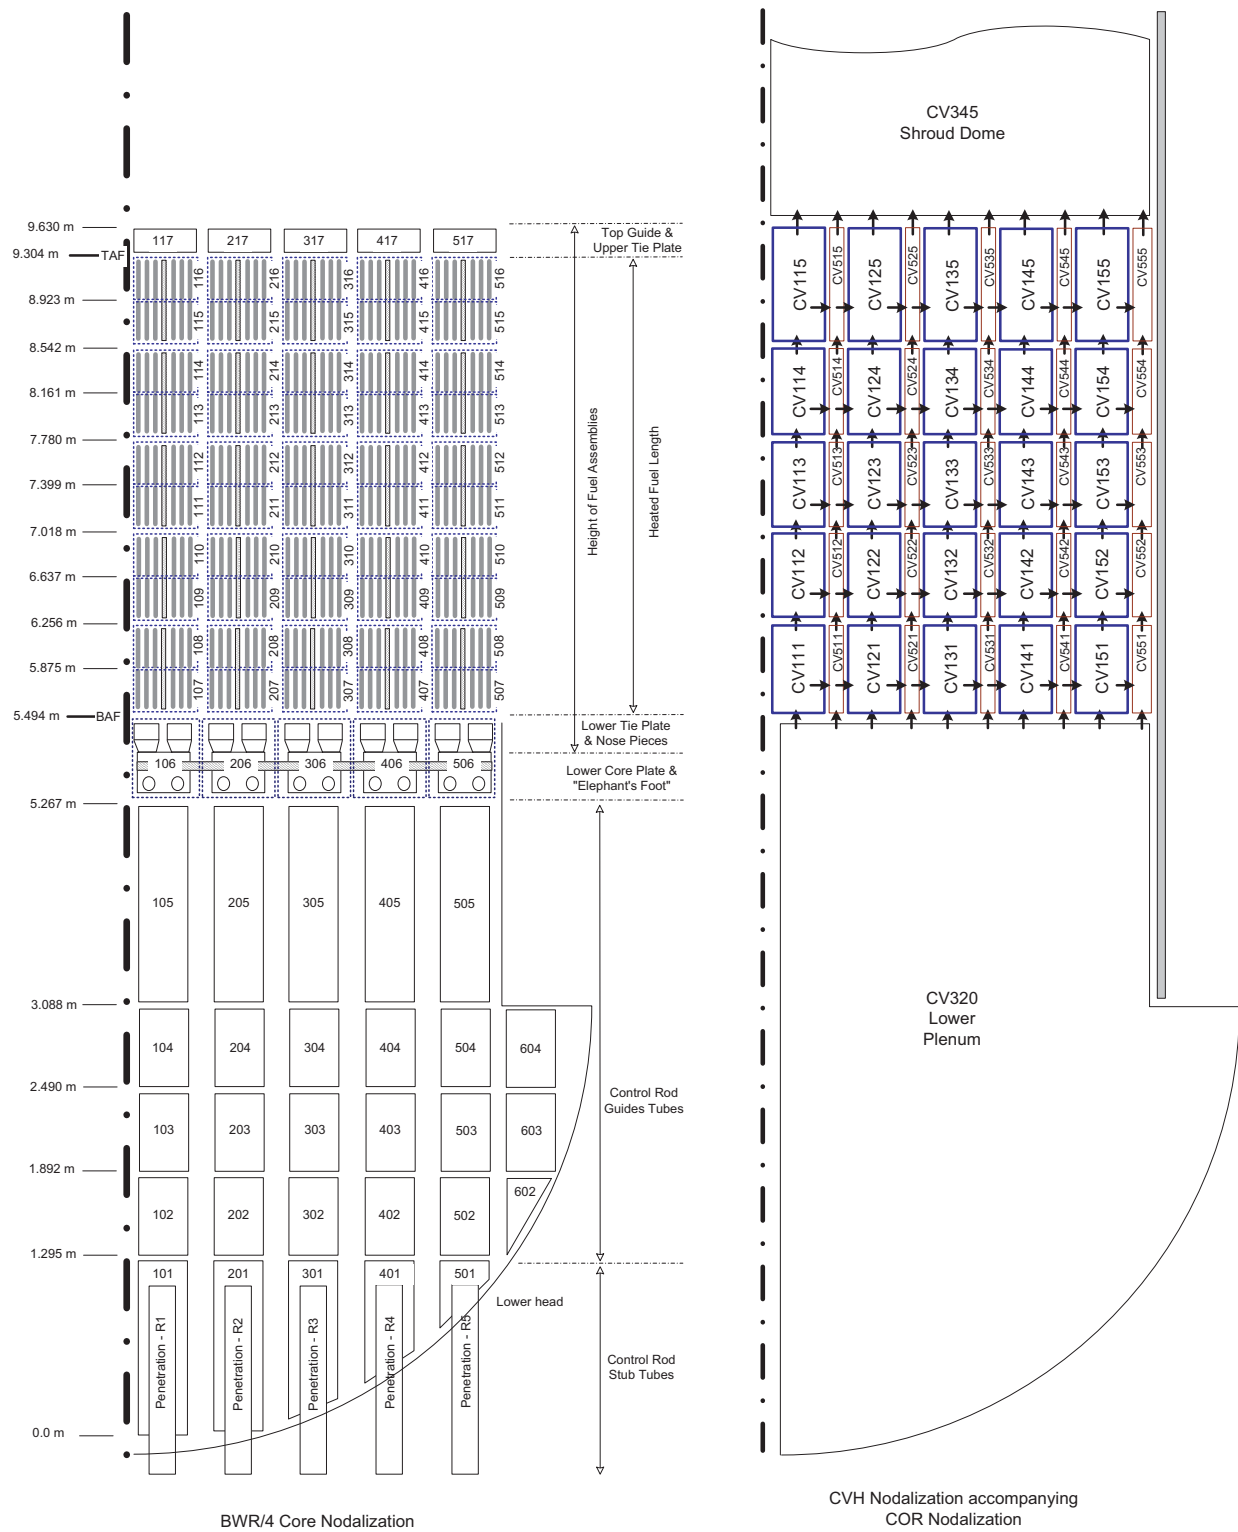 CV345
Shroud Dome
9.630 m
9.304 m
TAF
8.923 m
8.542 m
8.161 m
7.780 m
7.399 m
7.018 m
6.637 m
6.256 m
5.875 m
5.494 m
BAF
5.267 m
3.088 m
2.490 m
1.892 m
1.295 m
0.0 m
117 217 317 417 517
116 216 316 416 516
115 215 315 415 515
114 214 314 414 514
113 213 313 413 513
112 212 312 412 512
111 211 311 411 511
110 210 310 410 510
109 209 309 409 509
108 208 308 408 508
107 207 307 407 507
106 206 306 406 506
105 205 305 405 505
104 204 304 404 504 604
103 203 303 403 503 603
102 202 302 402 502 602
101 201 301 401 501
Penetration - R1
Penetration - R2
Penetration - R3
Penetration - R4
Penetration - R5
Top Guide &
Upper Tie Plate
Height of Fuel Assemblies
Heated Fuel Length
Lower Tie Plate
& Nose Pieces
Lower Core Plate &
"Elephant's Foot"
Control Rod
Guides Tubes
Lower head
Control Rod
Stub Tubes
BWR/4 Core Nodalization
CV115 CV515 CV125 CV525 CV135 CV535 CV145 CV545 CV155 CV555
CV114 CV514 CV124 CV524 CV134 CV534 CV144 CV544 CV154 CV554
CV113 CV513 CV123 CV523 CV133 CV533 CV143 CV543 CV153 CV553
CV112 CV512 CV122 CV522 CV132 CV532 CV142 CV542 CV152 CV552
CV111 CV511 CV121 CV521 CV131 CV531 CV141 CV541 CV151 CV551
CV320
Lower
Plenum
CVH Nodalization accompanying
COR Nodalization